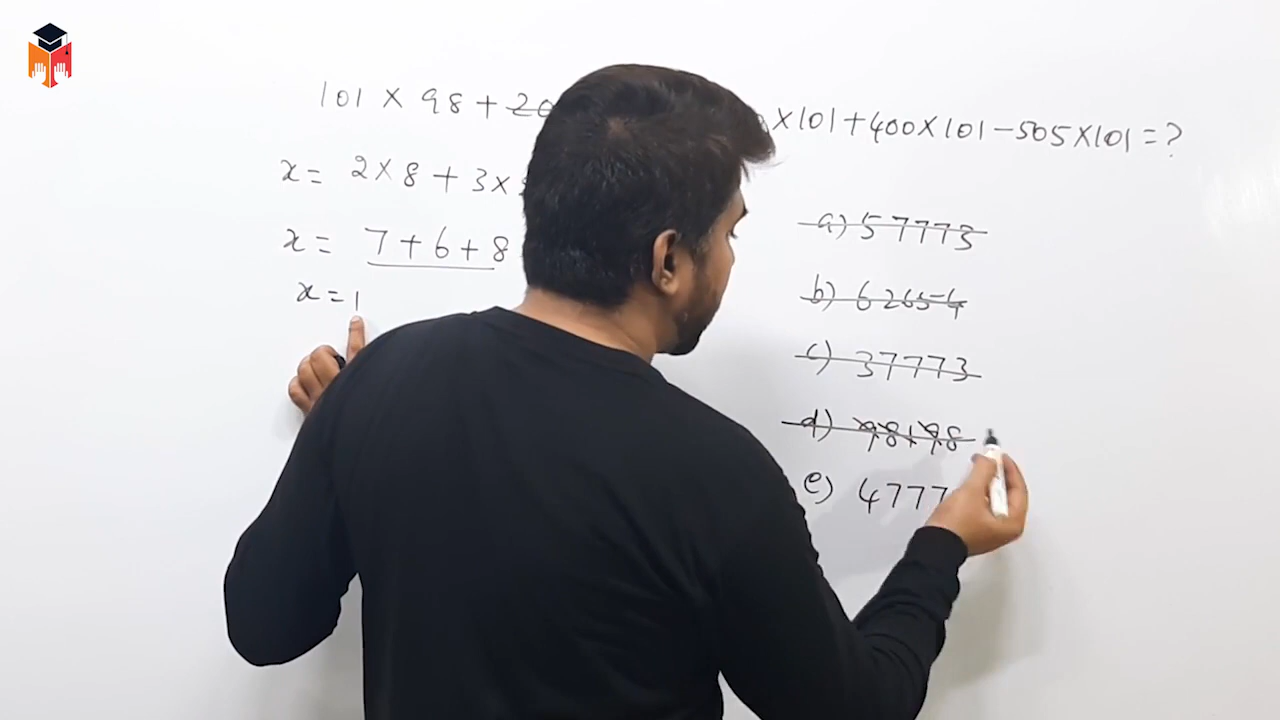 101 × 98 + 20 × 101 + 400 × 101 − 505 × 101 = ?
x = 2 × 8 + 3 ×
x = 7 + 6 + 8
x = 1
a) 57773
b) 62654
c) 37773
d) 98198
e) 4777